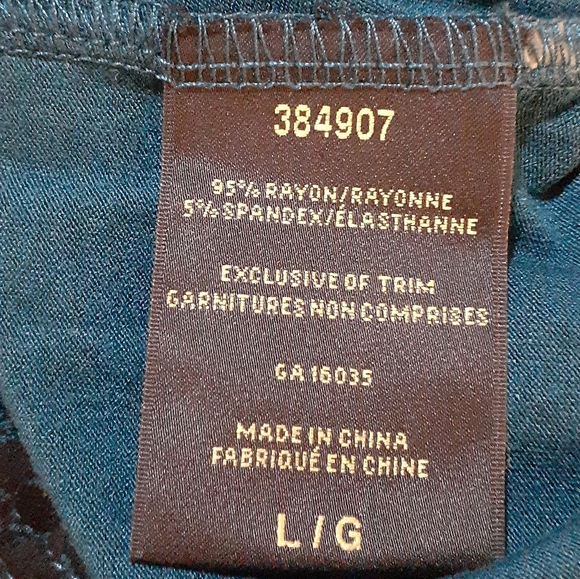 384907
95% RAYON/RAYONNE
5% SPANDEX/ÉLASTHANNE
EXCLUSIVE OF TRIM
GARNITURES NON COMPRISES
GA 16035
MADE IN CHINA
FABRIQUÉ EN CHINE
L / G